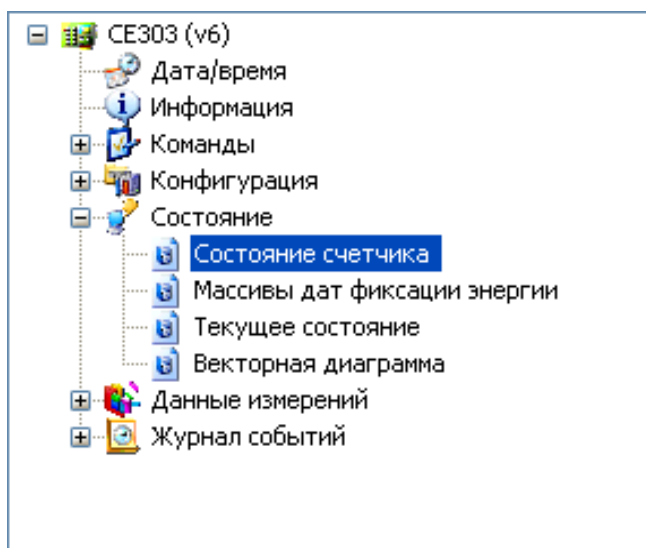 CE303 (v6)
Дата/время
Информация
Команды
Конфигурация
Состояние
Состояние счетчика
Массивы дат фиксации энергии
Текущее состояние
Векторная диаграмма
Данные измерений
Журнал событий